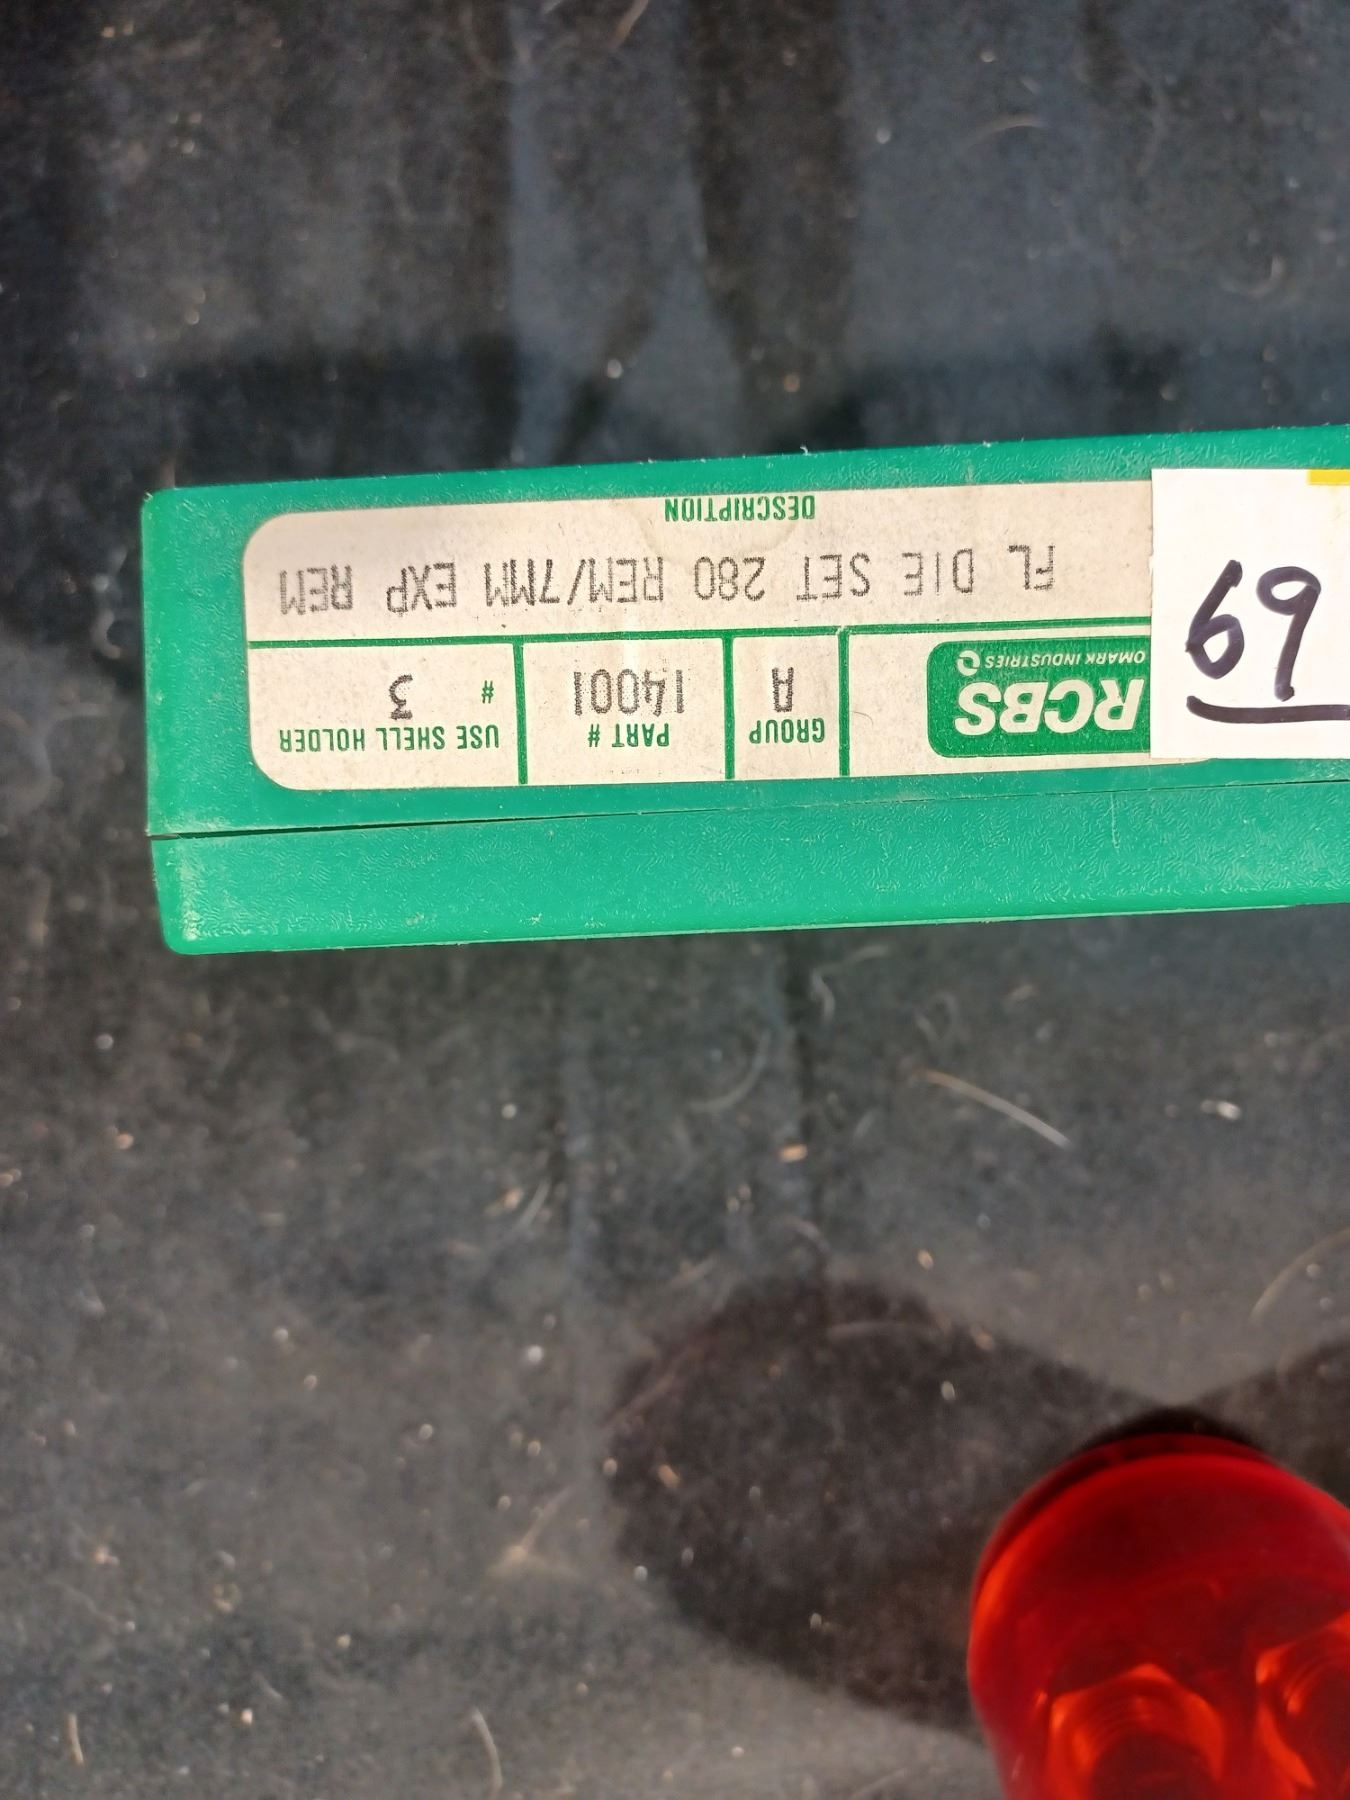 69
RCBS
OMARK INDUSTRIES
GROUP
A
PART #
14001
USE SHELL HOLDER
# 3
FL DIE SET 280 REM/7MM EXP REM
DESCRIPTION